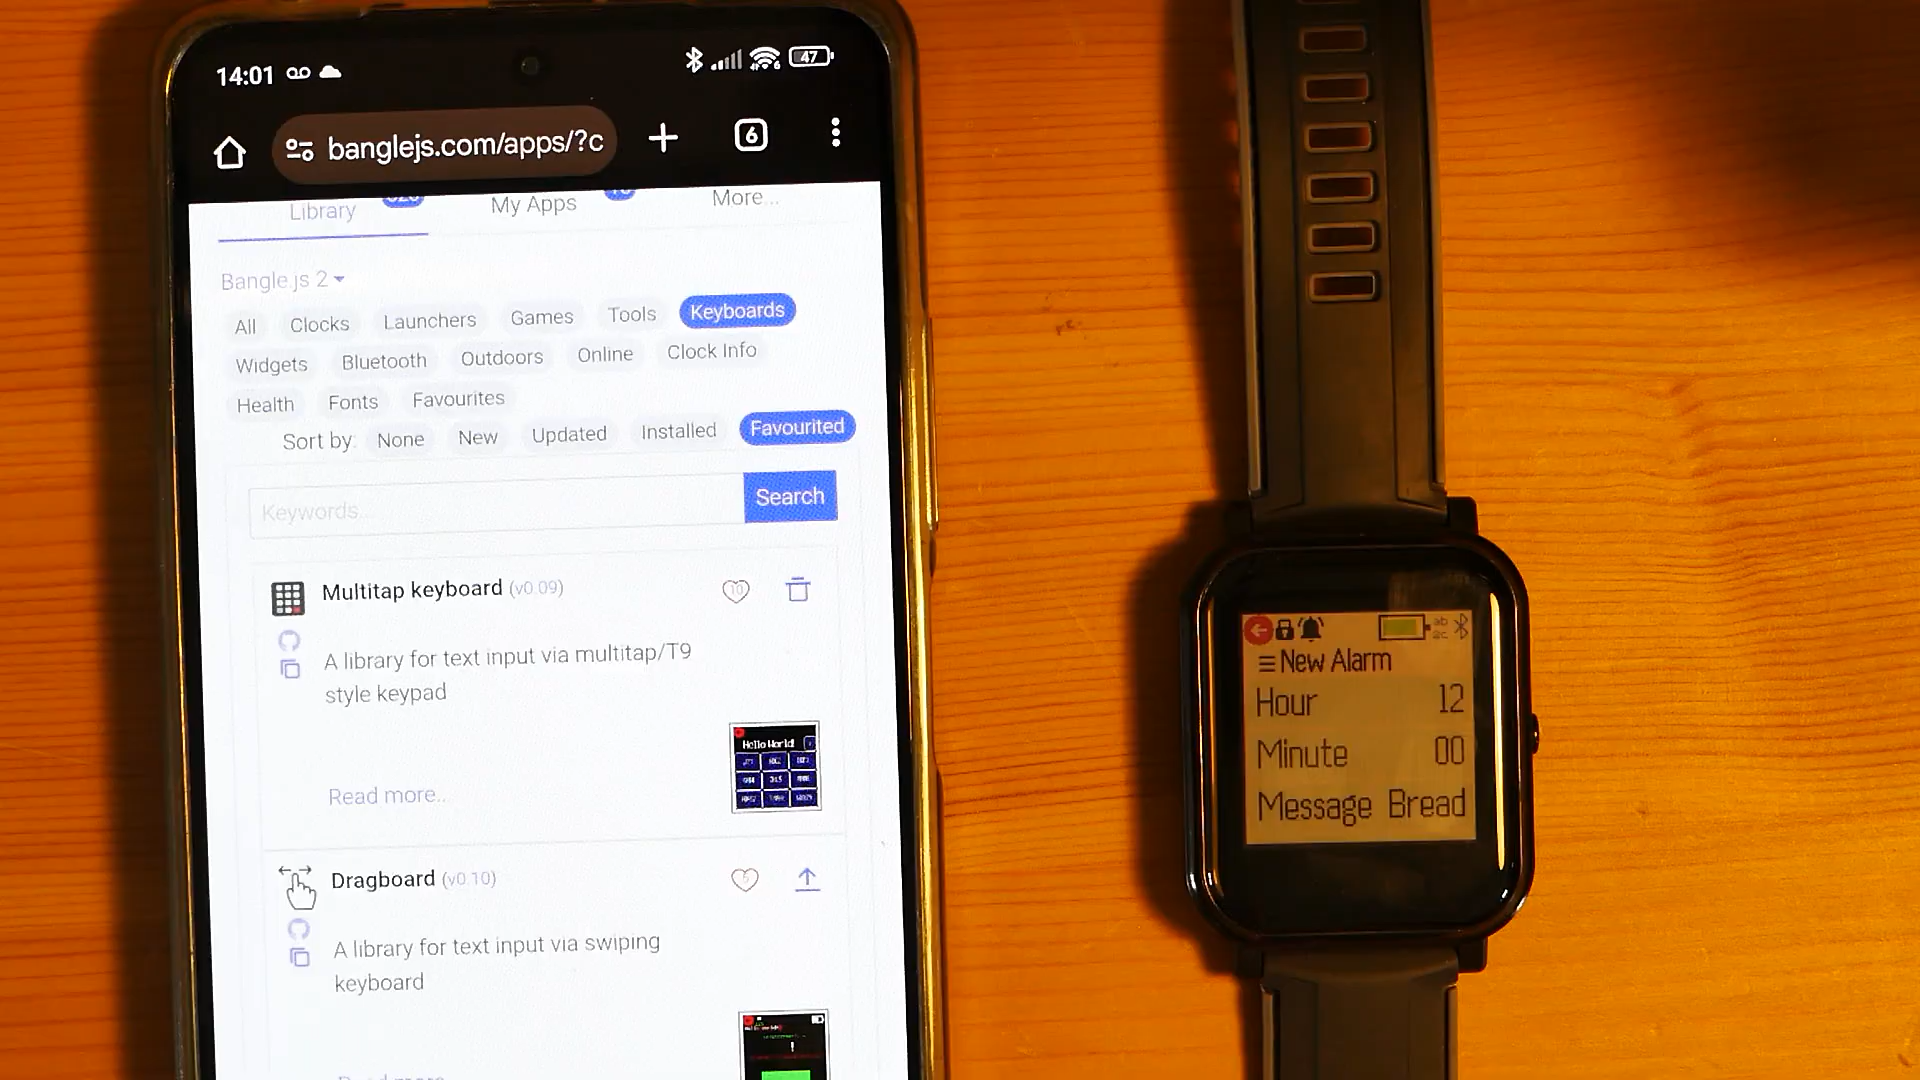 14:01 47
banglejs.com/apps/?c 6
Library My Apps More...
Bangle.js 2
All Clocks Launchers Games Tools Keyboards
Widgets Bluetooth Outdoors Online Clock Info
Health Fonts Favourites
Sort by: None New Updated Installed Favourited
Keywords... Search
Multitap keyboard (v0.09) 10
A library for text input via multitap/T9
style keypad
Hello World!
Read more...
Dragboard (v0.10) 5
A library for text input via swiping
keyboard
New Alarm
Hour 12
Minute 00
Message Bread